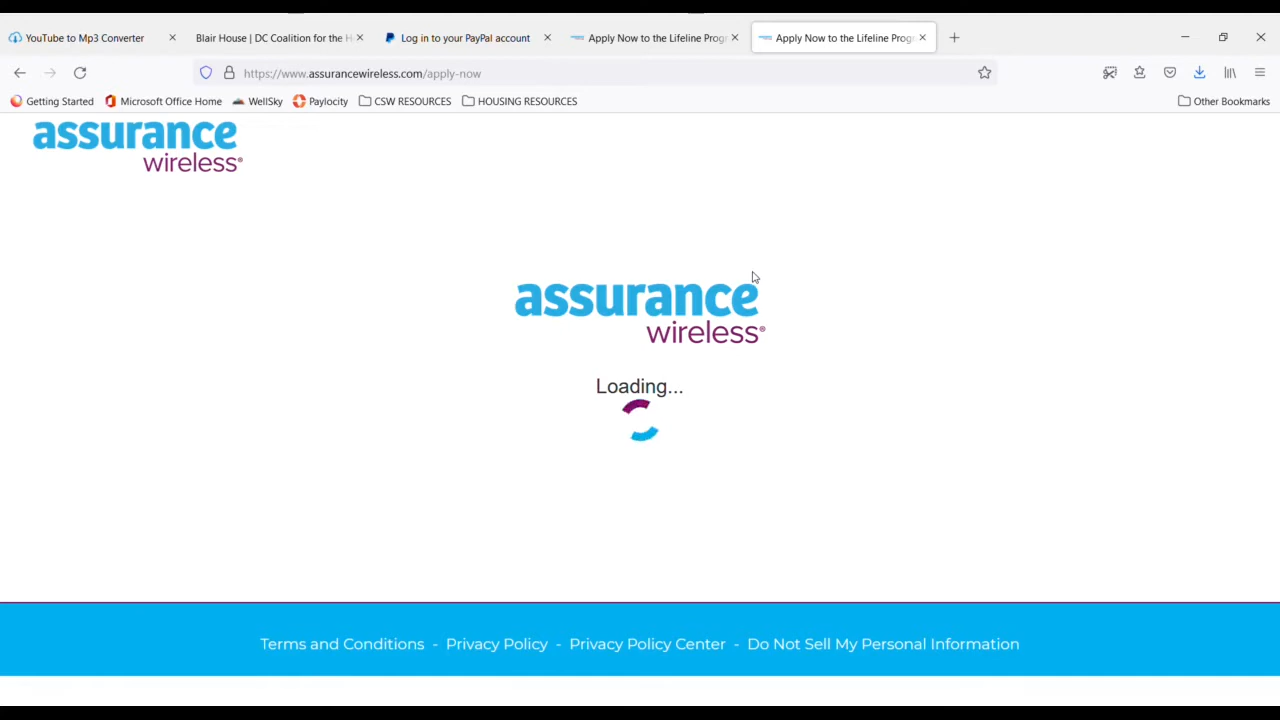 YouTube to Mp3 Converter
Blair House | DC Coalition for the H
Log in to your PayPal account
Apply Now to the Lifeline Progr
Apply Now to the Lifeline Progr
https://www.assurancewireless.com/apply-now
Getting Started
Microsoft Office Home
WellSky
Paylocity
CSW RESOURCES
HOUSING RESOURCES
Other Bookmarks
assurance
wireless®
assurance
wireless®
Loading...
Terms and Conditions - Privacy Policy - Privacy Policy Center - Do Not Sell My Personal Information